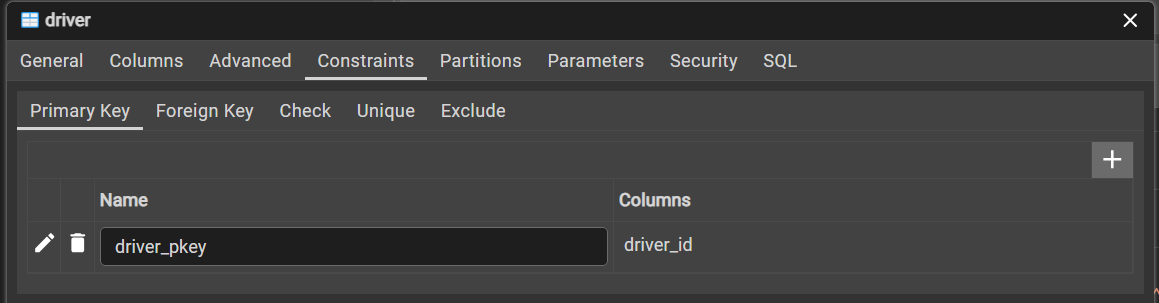 driver
General Columns Advanced Constraints Partitions Parameters Security SQL
Primary Key Foreign Key Check Unique Exclude
Name Columns
driver_pkey driver_id